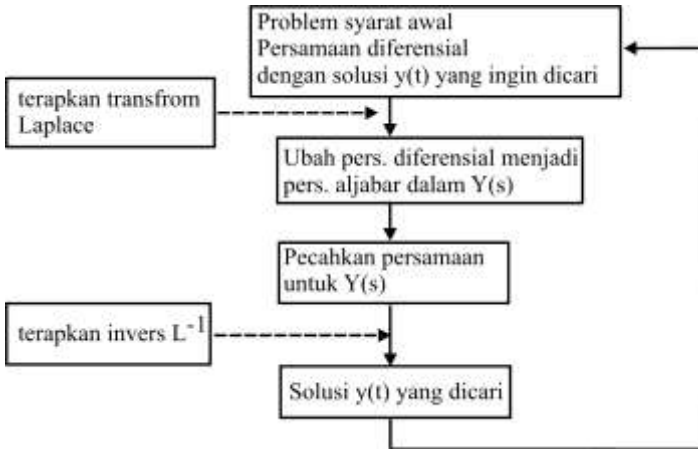 Problem syarat awal
Persamaan diferensial
dengan solusi y(t) yang ingin dicari
terapkan transfrom
Laplace
Ubah pers. diferensial menjadi
pers. aljabar dalam Y(s)
Pecahkan persamaan
untuk Y(s)
terapkan invers L⁻¹
Solusi y(t) yang dicari